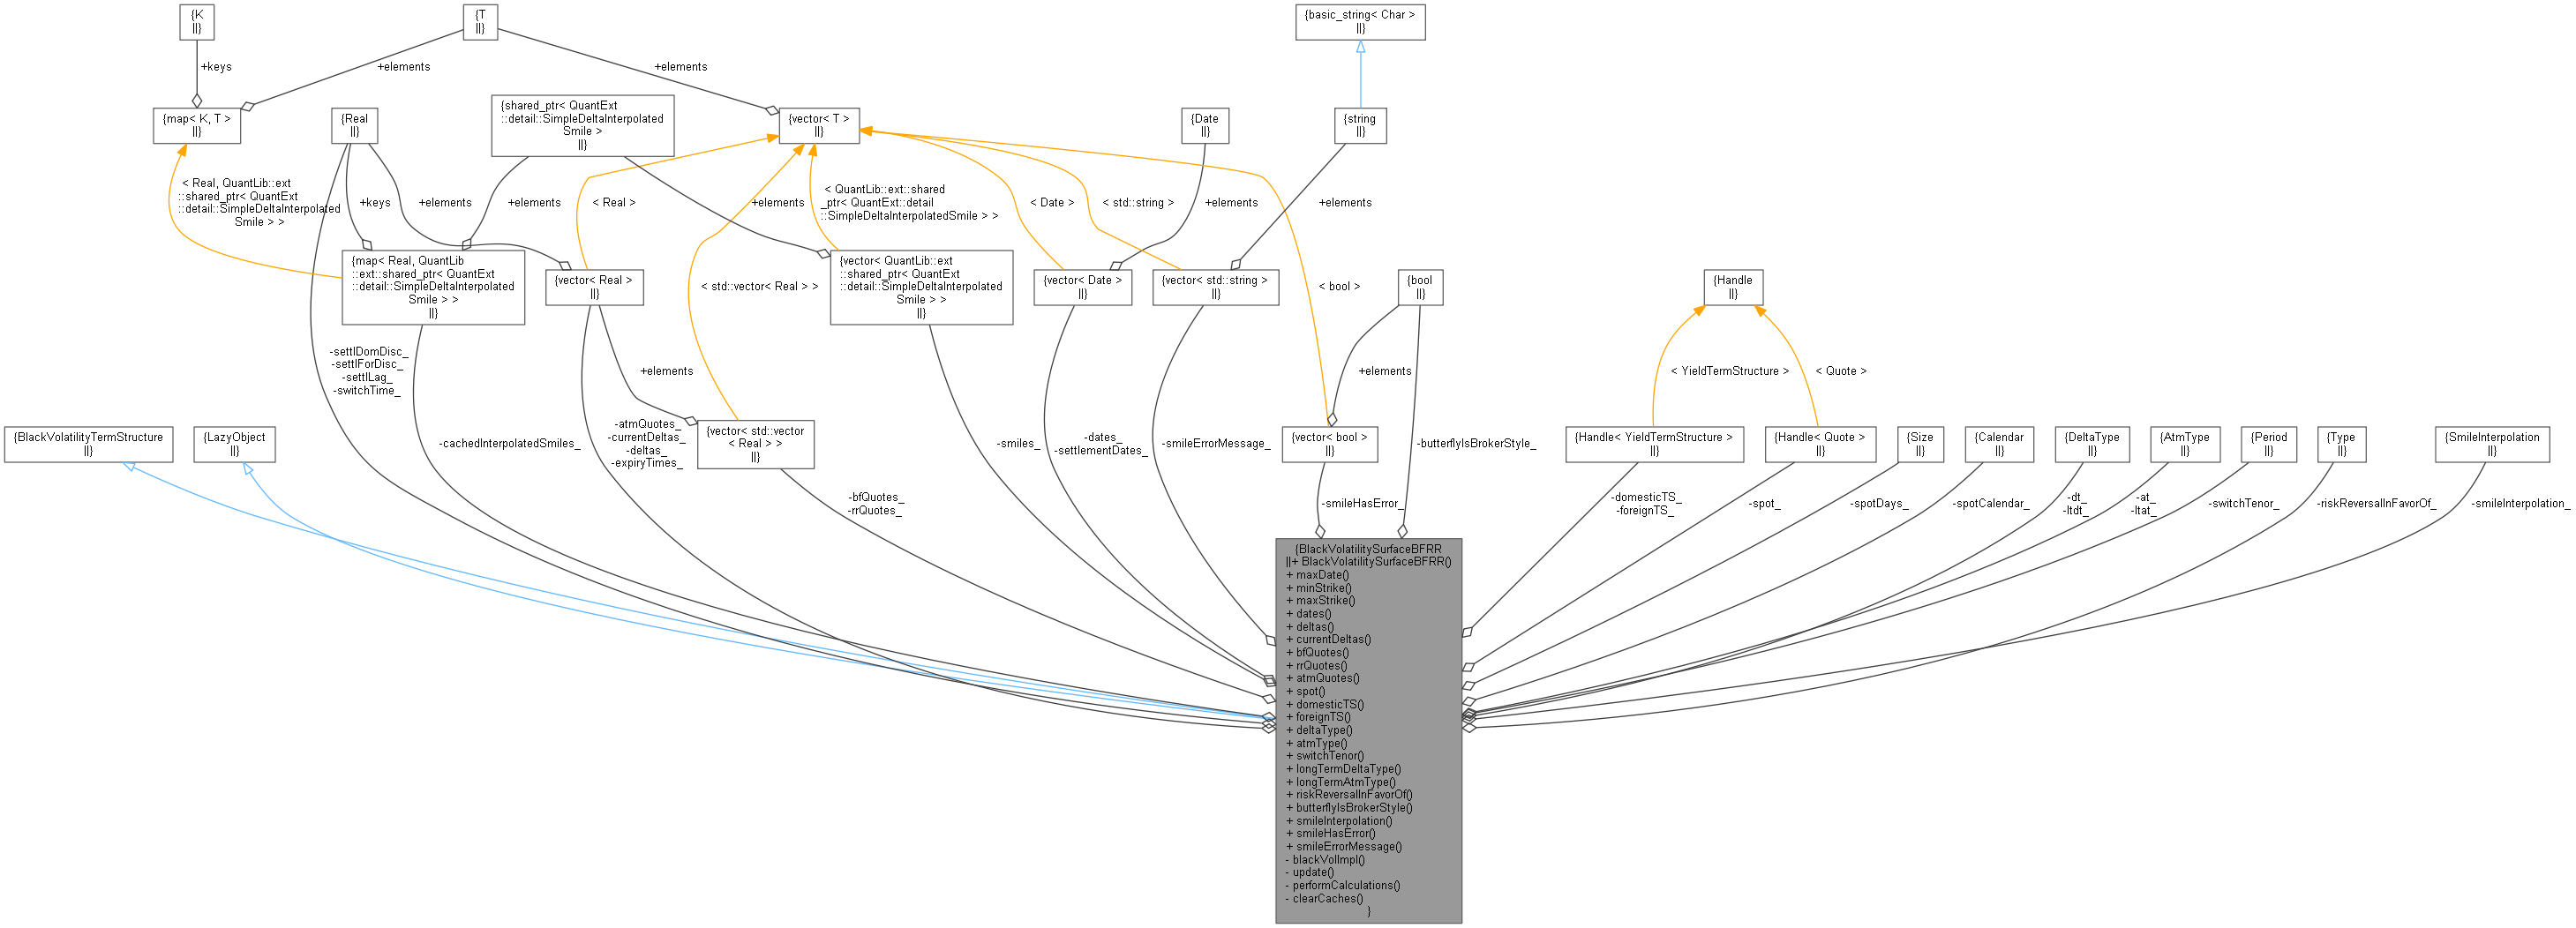 {K
||}
{T
||}
{basic_string< Char >
||}
+keys
+elements
+elements
{map< K, T >
||}
{Real
||}
{shared_ptr< QuantExt
::detail::SimpleDeltaInterpolated
Smile >
||}
{vector< T >
||}
{Date
||}
{string
||}
< Real, QuantLib::ext
::shared_ptr< QuantExt
::detail::SimpleDeltaInterpolated
Smile > >
+keys
+elements
+elements
< Real >
+elements
< QuantLib::ext::shared
_ptr< QuantExt::detail
::SimpleDeltaInterpolatedSmile > >
< Date >
< std::string >
+elements
+elements
{map< Real, QuantLib
::ext::shared_ptr< QuantExt
::detail::SimpleDeltaInterpolated
Smile > >
||}
{vector< Real >
||}
< std::vector< Real > >
{vector< QuantLib::ext
::shared_ptr< QuantExt
::detail::SimpleDeltaInterpolated
Smile > >
||}
{vector< Date >
||}
{vector< std::string >
||}
< bool >
{bool
||}
{Handle
||}
-settlDomDisc_
-settlForDisc_
-settlLag_
-switchTime_
+elements
+elements
< YieldTermStructure >
< Quote >
{BlackVolatilityTermStructure
||}
{LazyObject
||}
-cachedInterpolatedSmiles_
-atmQuotes_
-currentDeltas_
-deltas_
-expiryTimes_
{vector< std::vector
< Real > >
||}
-smiles_
-dates_
-settlementDates_
-smileErrorMessage_
{vector< bool >
||}
-butterflyIsBrokerStyle_
{Handle< YieldTermStructure >
||}
{Handle< Quote >
||}
{Size
||}
{Calendar
||}
{DeltaType
||}
{AtmType
||}
{Period
||}
{Type
||}
{SmileInterpolation
||}
-bfQuotes_
-rrQuotes_
-smileHasError_
-domesticTS_
-foreignTS_
-spot_
-spotDays_
-spotCalendar_
-dt_
-ltdt_
-at_
-ltat_
-switchTenor_
-riskReversalInFavorOf_
-smileInterpolation_
{BlackVolatilitySurfaceBFRR
||+ BlackVolatilitySurfaceBFRR()
+ maxDate()
+ minStrike()
+ maxStrike()
+ dates()
+ deltas()
+ currentDeltas()
+ bfQuotes()
+ rrQuotes()
+ atmQuotes()
+ spot()
+ domesticTS()
+ foreignTS()
+ deltaType()
+ atmType()
+ switchTenor()
+ longTermDeltaType()
+ longTermAtmType()
+ riskReversalInFavorOf()
+ butterflyIsBrokerStyle()
+ smileInterpolation()
+ smileHasError()
+ smileErrorMessage()
- blackVolImpl()
- update()
- performCalculations()
- clearCaches()
}